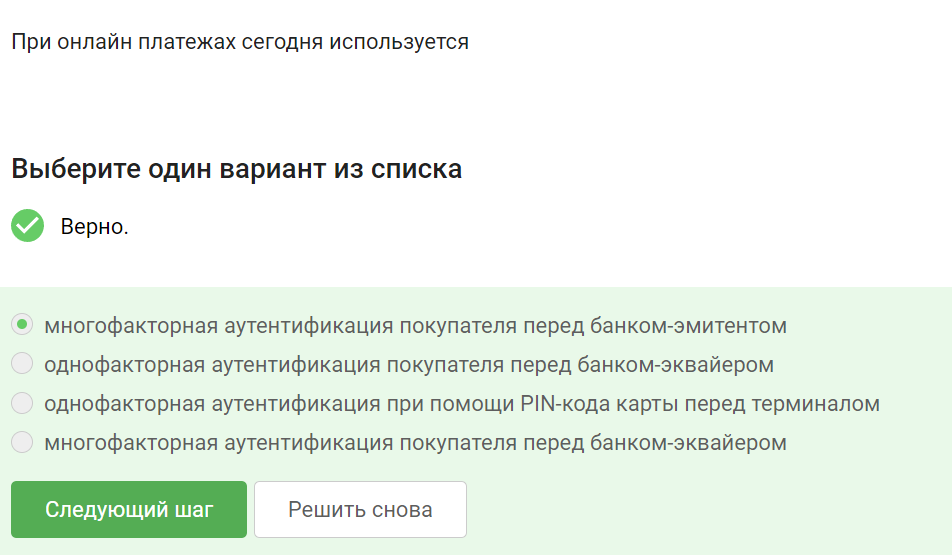 При онлайн платежах сегодня используется
Выберите один вариант из списка
Верно.
многофакторная аутентификация покупателя перед банком-эмитентом
однофакторная аутентификация покупателя перед банком-эквайером
однофакторная аутентификация при помощи PIN-кода карты перед терминалом
многофакторная аутентификация покупателя перед банком-эквайером
Следующий шаг Решить снова